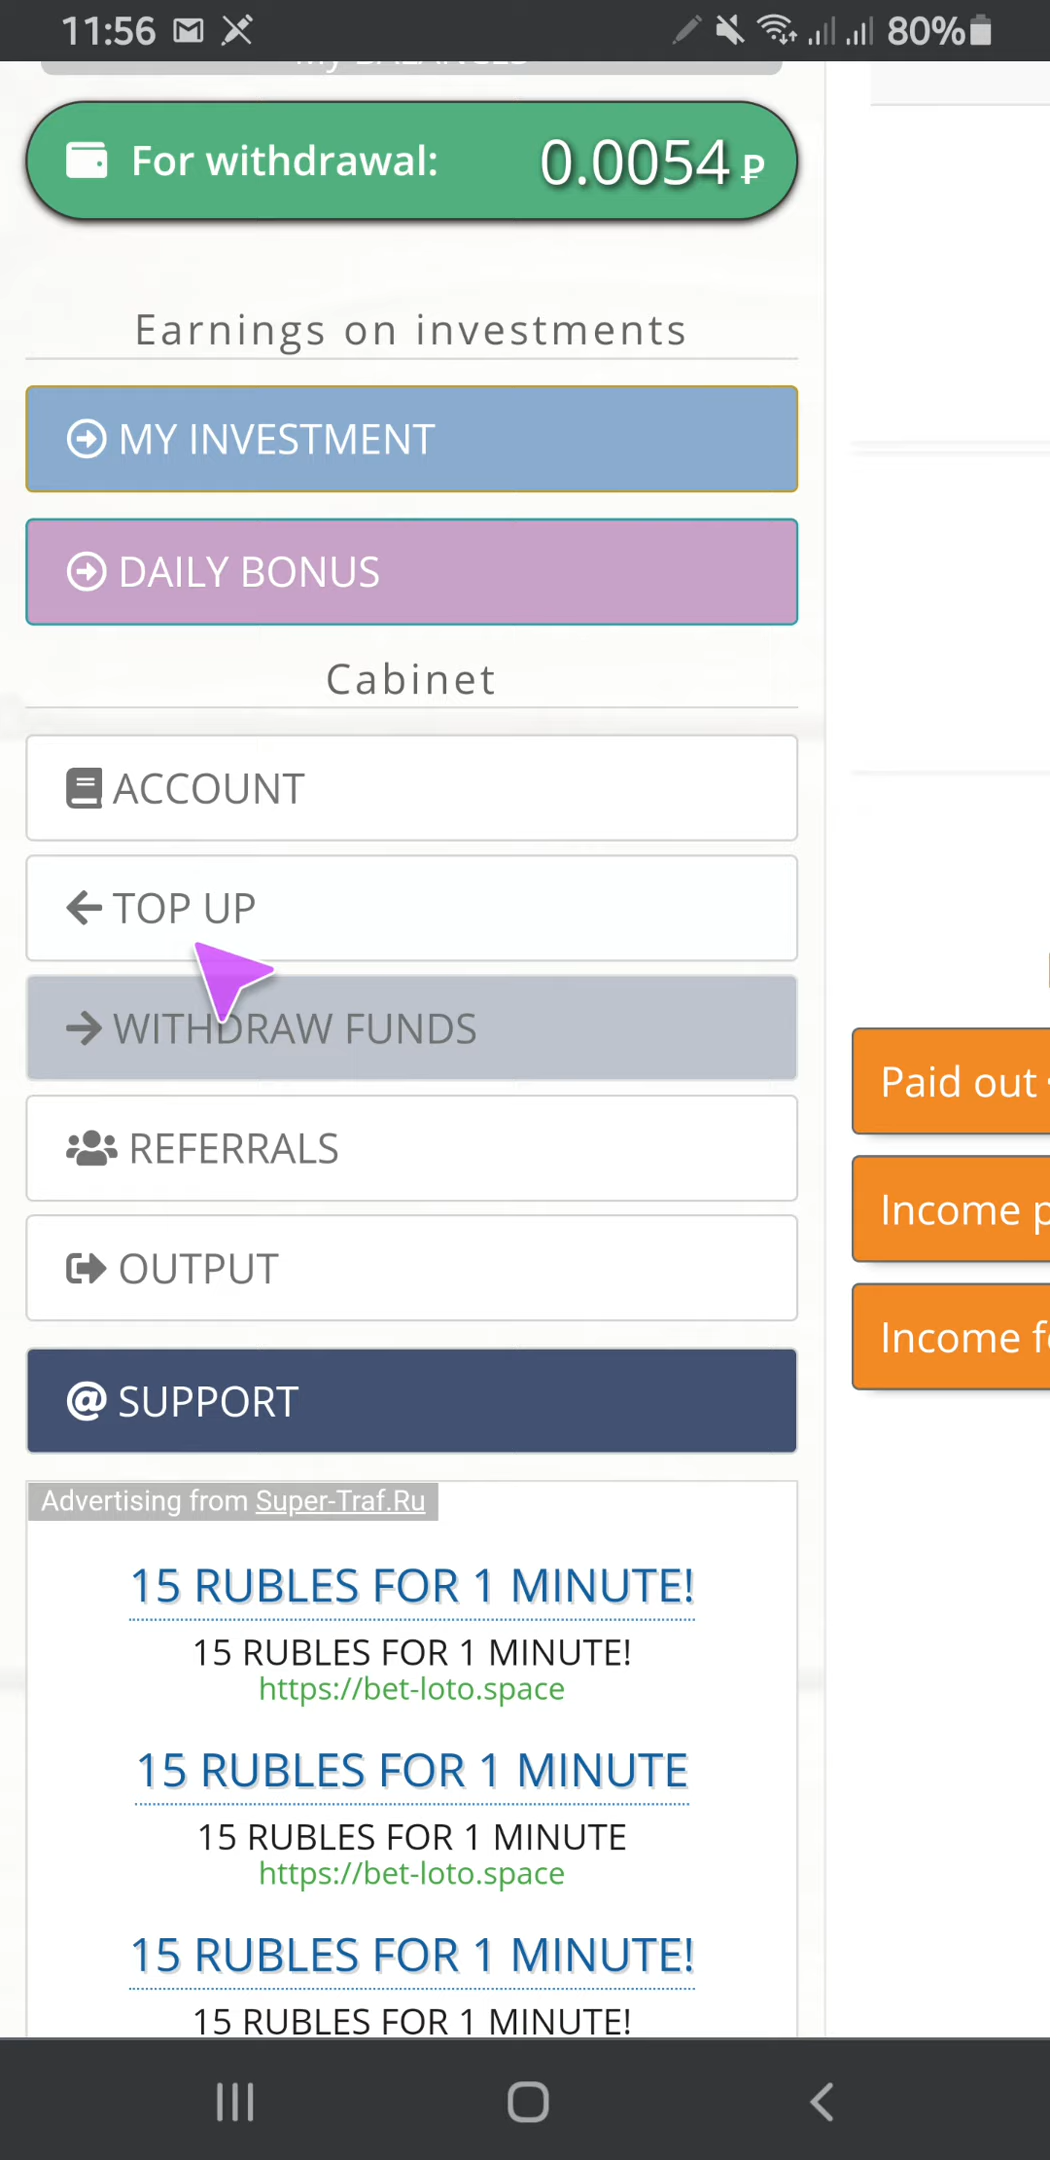 11:56
80%
My BALANCES
For withdrawal: 0.0054 ₽
Earnings on investments
MY INVESTMENT
DAILY BONUS
Cabinet
ACCOUNT
TOP UP
WITHDRAW FUNDS
REFERRALS
OUTPUT
@ SUPPORT
Paid out
Income p
Income f
Advertising from Super-Traf.Ru
15 RUBLES FOR 1 MINUTE!
15 RUBLES FOR 1 MINUTE!
https://bet-loto.space
15 RUBLES FOR 1 MINUTE
15 RUBLES FOR 1 MINUTE
https://bet-loto.space
15 RUBLES FOR 1 MINUTE!
15 RUBLES FOR 1 MINUTE!